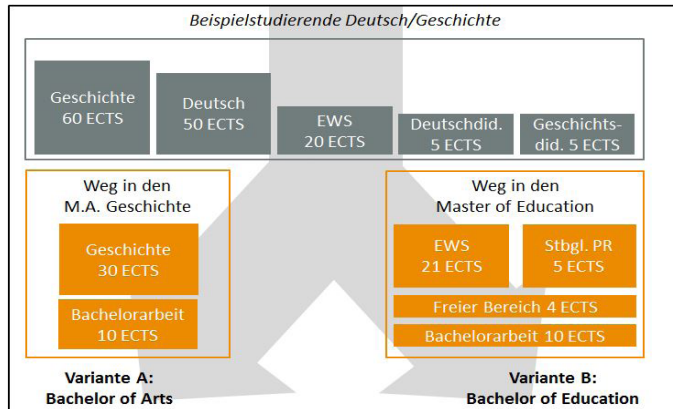 Beispielstudierende Deutsch/Geschichte
Geschichte
60 ECTS
Deutsch
50 ECTS
EWS
20 ECTS
Deutschdid.
5 ECTS
Geschichts-
did. 5 ECTS
Weg in den
M.A. Geschichte
Geschichte
30 ECTS
Bachelorarbeit
10 ECTS
Variante A:
Bachelor of Arts
Weg in den
Master of Education
EWS
21 ECTS
Stbgl. PR
5 ECTS
Freier Bereich 4 ECTS
Bachelorarbeit 10 ECTS
Variante B:
Bachelor of Education